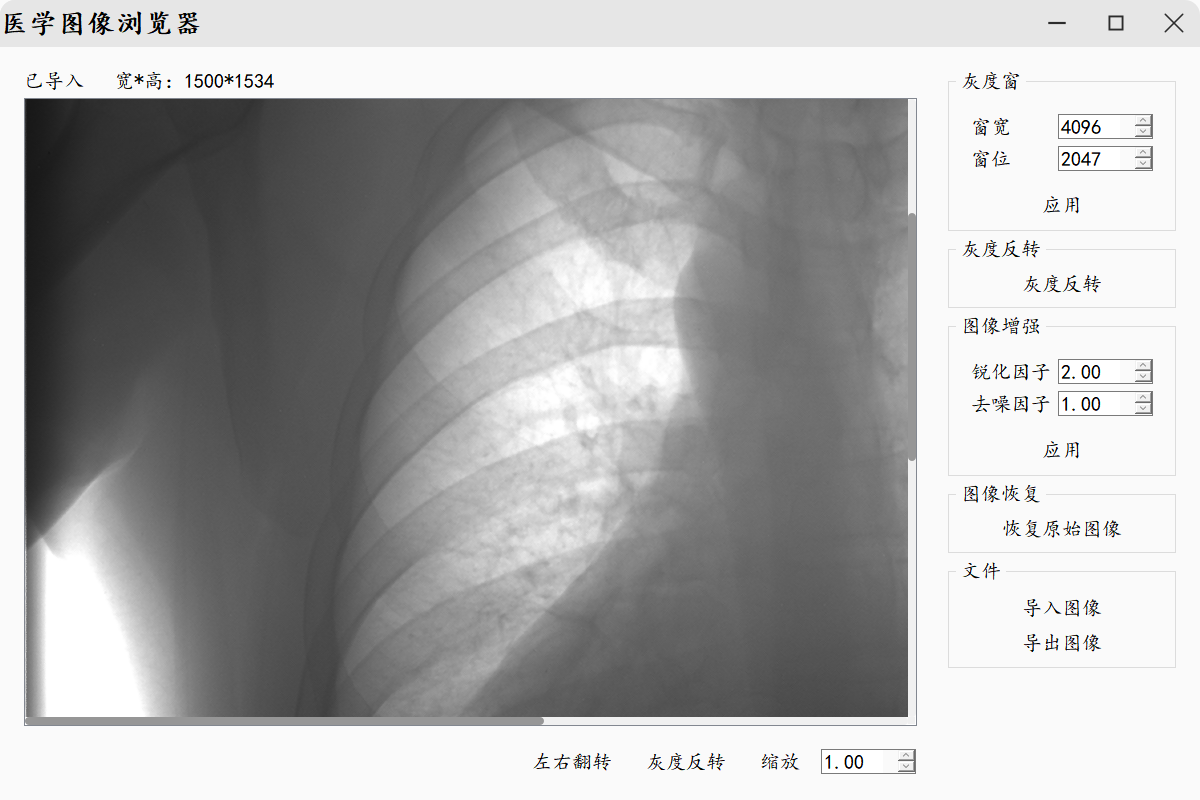 医学图像浏览器
已导入 宽*高: 1500*1534
灰度窗
窗宽 4096
窗位 2047
应用
灰度反转
灰度反转
图像增强
锐化因子 2.00
去噪因子 1.00
应用
图像恢复
恢复原始图像
文件
导入图像
导出图像
左右翻转 灰度反转 缩放 1.00